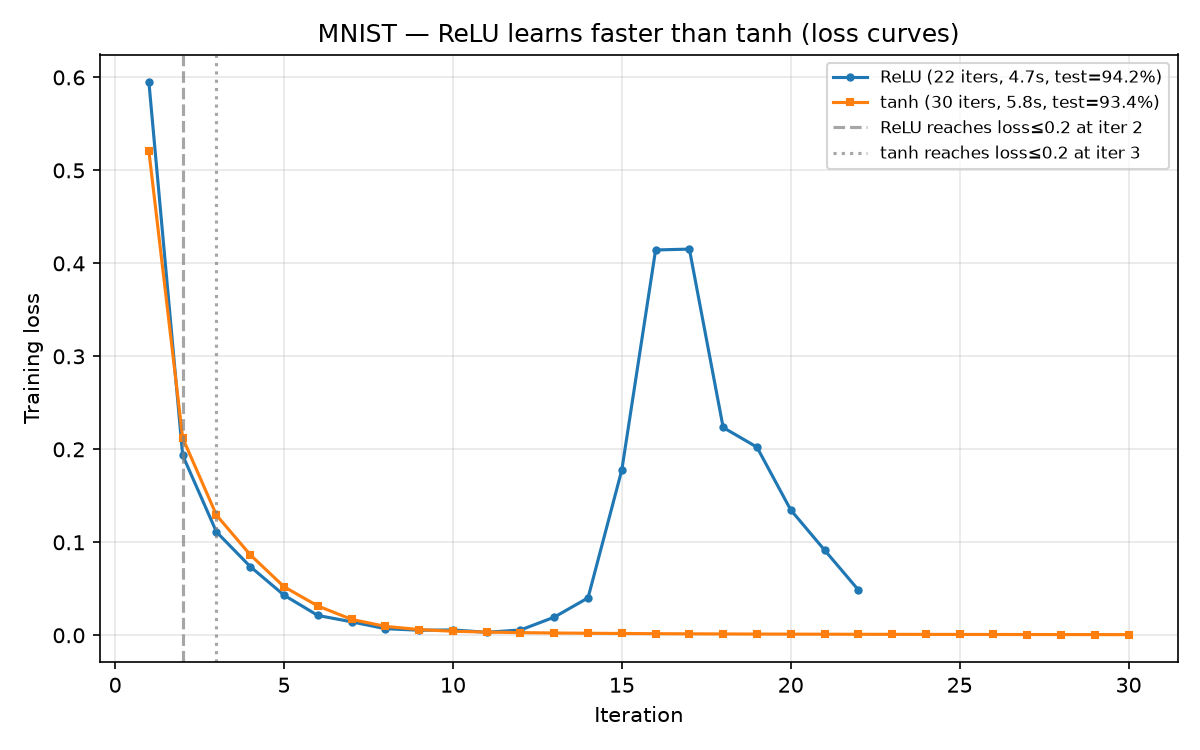 MNIST — ReLU learns faster than tanh (loss curves)
ReLU (22 iters, 4.7s, test=94.2%)
tanh (30 iters, 5.8s, test=93.4%)
ReLU reaches loss≤0.2 at iter 2
tanh reaches loss≤0.2 at iter 3
Training loss
0.6
0.5
0.4
0.3
0.2
0.1
0.0
0 5 10 15 20 25 30
Iteration